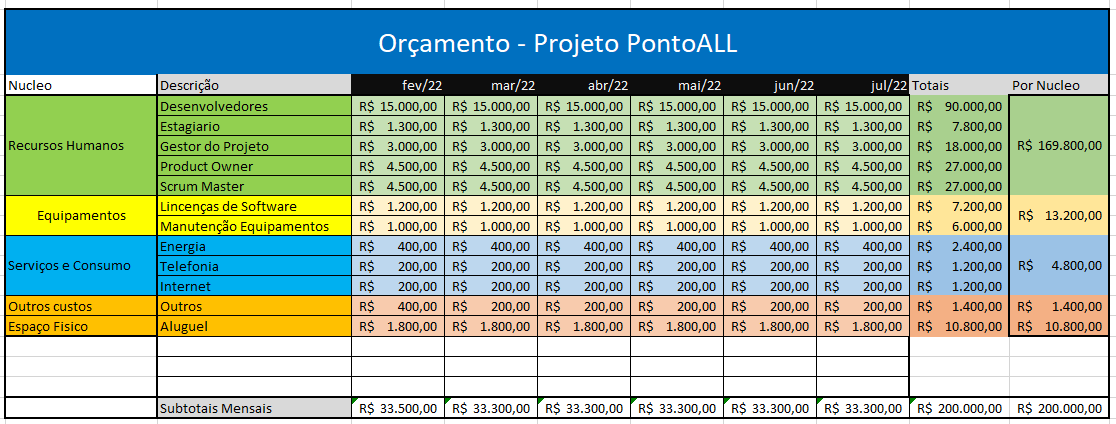 Orçamento - Projeto PontoALL
Nucleo Descrição fev/22 mar/22 abr/22 mai/22 jun/22 jul/22 Totais Por Nucleo
Desenvolvedores R$ 15.000,00 R$ 15.000,00 R$ 15.000,00 R$ 15.000,00 R$ 15.000,00 R$ 15.000,00 R$ 90.000,00
Estagiario R$ 1.300,00 R$ 1.300,00 R$ 1.300,00 R$ 1.300,00 R$ 1.300,00 R$ 1.300,00 R$ 7.800,00
Recursos Humanos Gestor do Projeto R$ 3.000,00 R$ 3.000,00 R$ 3.000,00 R$ 3.000,00 R$ 3.000,00 R$ 3.000,00 R$ 18.000,00 R$ 169.800,00
Product Owner R$ 4.500,00 R$ 4.500,00 R$ 4.500,00 R$ 4.500,00 R$ 4.500,00 R$ 4.500,00 R$ 27.000,00
Scrum Master R$ 4.500,00 R$ 4.500,00 R$ 4.500,00 R$ 4.500,00 R$ 4.500,00 R$ 4.500,00 R$ 27.000,00
Equipamentos Lincenças de Software R$ 1.200,00 R$ 1.200,00 R$ 1.200,00 R$ 1.200,00 R$ 1.200,00 R$ 1.200,00 R$ 7.200,00 R$ 13.200,00
Manutenção Equipamentos R$ 1.000,00 R$ 1.000,00 R$ 1.000,00 R$ 1.000,00 R$ 1.000,00 R$ 1.000,00 R$ 6.000,00
Energia R$ 400,00 R$ 400,00 R$ 400,00 R$ 400,00 R$ 400,00 R$ 400,00 R$ 2.400,00
Serviços e Consumo Telefonia R$ 200,00 R$ 200,00 R$ 200,00 R$ 200,00 R$ 200,00 R$ 200,00 R$ 1.200,00 R$ 4.800,00
Internet R$ 200,00 R$ 200,00 R$ 200,00 R$ 200,00 R$ 200,00 R$ 200,00 R$ 1.200,00
Outros custos Outros R$ 400,00 R$ 200,00 R$ 200,00 R$ 200,00 R$ 200,00 R$ 200,00 R$ 1.400,00 R$ 1.400,00
Espaço Fisico Aluguel R$ 1.800,00 R$ 1.800,00 R$ 1.800,00 R$ 1.800,00 R$ 1.800,00 R$ 1.800,00 R$ 10.800,00 R$ 10.800,00
Subtotais Mensais R$ 33.500,00 R$ 33.300,00 R$ 33.300,00 R$ 33.300,00 R$ 33.300,00 R$ 33.300,00 R$ 200.000,00 R$ 200.000,00